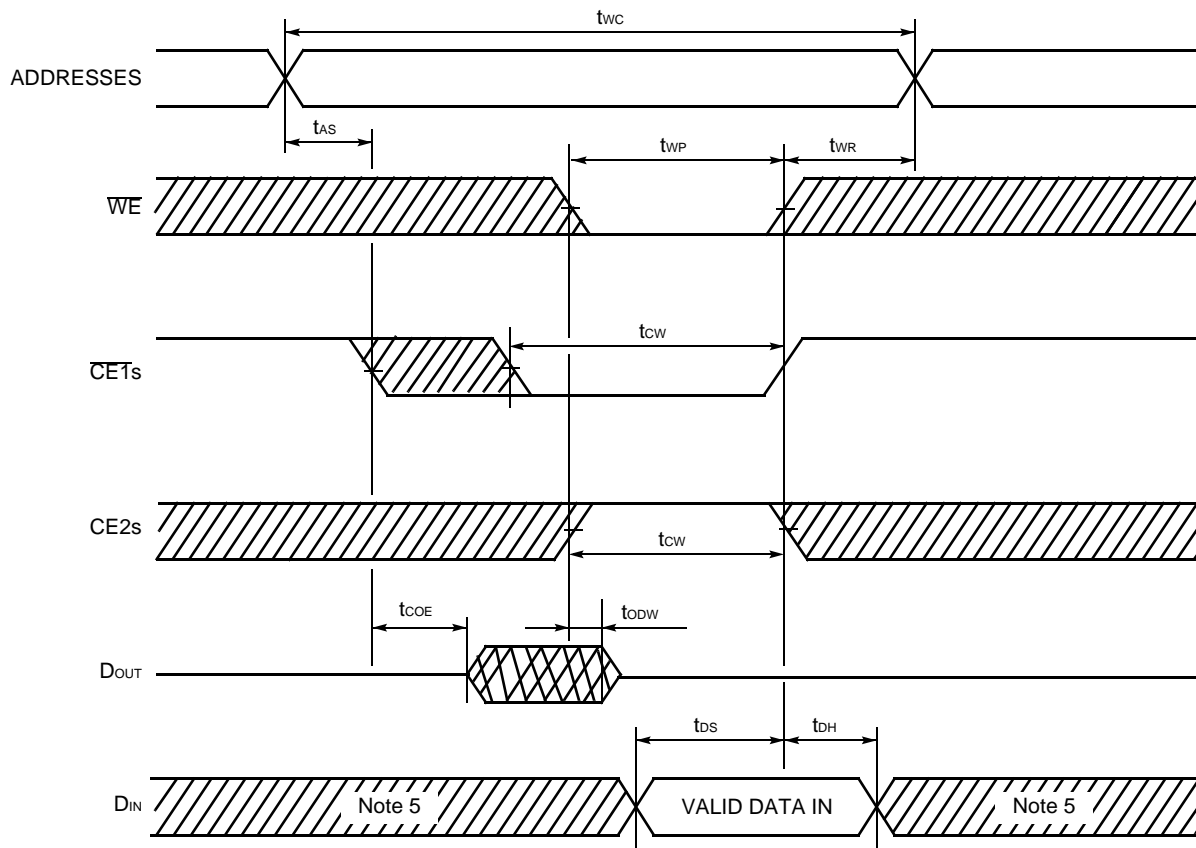 tWC
ADDRESSES
tAS
tWP
tWR
WE
tCW
CE1s
CE2s
tCW
tCOE
tODW
DOUT
tDS
tDH
DIN
Note 5
VALID DATA IN
Note 5